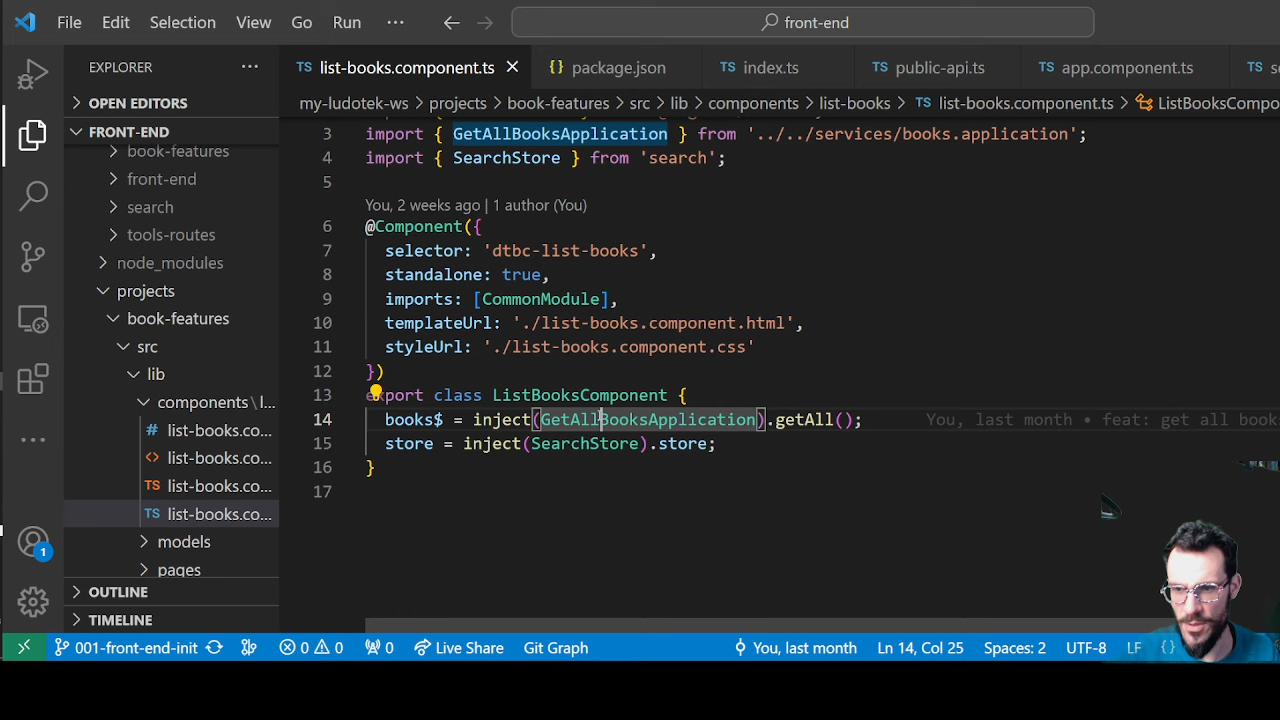 File Edit Selection View Go Run ··· front-end
EXPLORER ···
list-books.component.ts package.json index.ts public-api.ts app.component.ts
my-ludotek-ws > projects > book-features > src > lib > components > list-books > list-books.component.ts > ListBooksCompo
OPEN EDITORS
FRONT-END
book-features
front-end
search
tools-routes
node_modules
projects
book-features
src
lib
components\l...
list-books.co...
list-books.co...
list-books.co...
list-books.co...
models
pages
OUTLINE
TIMELINE
3 import { GetAllBooksApplication } from '../../services/books.application';
4 import { SearchStore } from 'search';
5
You, 2 weeks ago | 1 author (You)
6 @Component({
7 selector: 'dtbc-list-books',
8 standalone: true,
9 imports: [CommonModule],
10 templateUrl: './list-books.component.html',
11 styleUrl: './list-books.component.css'
12 })
13 export class ListBooksComponent {
14 books$ = inject(GetAllBooksApplication).getAll(); You, last month • feat: get all book
15 store = inject(SearchStore).store;
16 }
17
1
001-front-end-init 0 0 0 Live Share Git Graph You, last month Ln 14, Col 25 Spaces: 2 UTF-8 LF {}